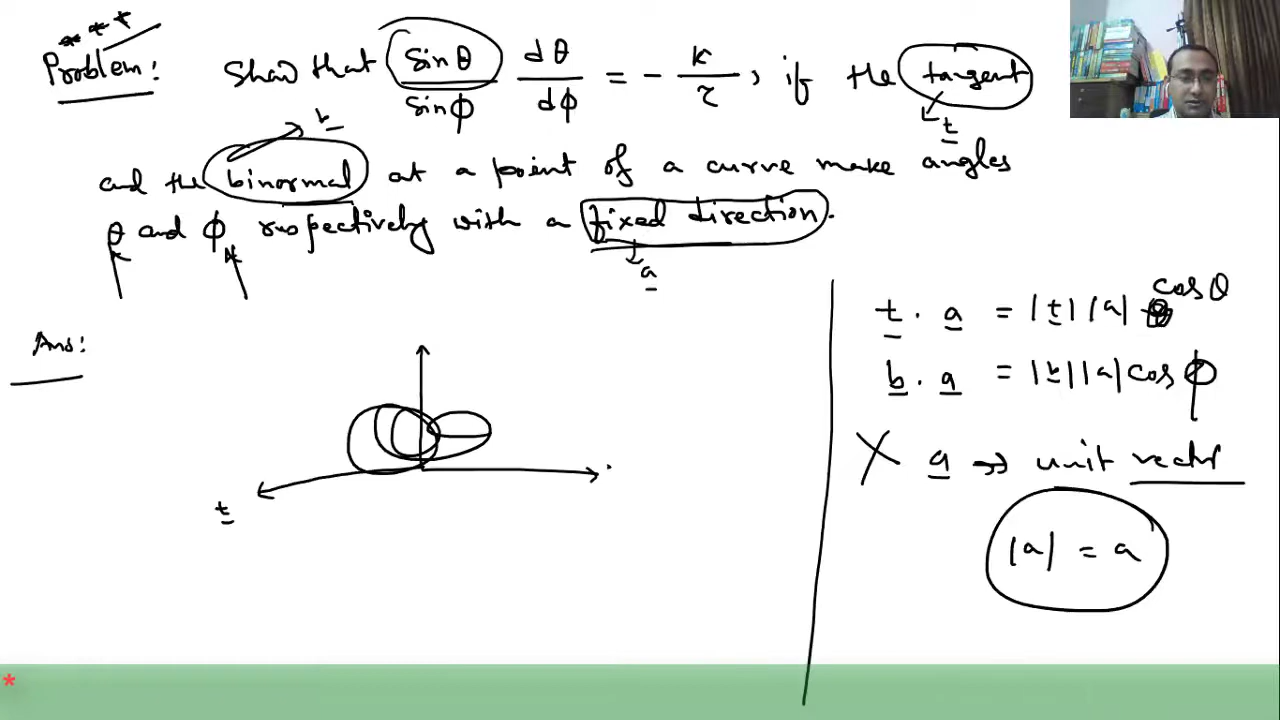 Problem: Show that sinθ/sinϕ dθ/dϕ = - κ/τ, if the tangent
t
b
and the binormal at a point of a curve make angles
θ and ϕ respectively with a fixed direction.
a
Ans:
t
t . a = |t| |a| cosθ
b . a = |b| |a| cos ϕ
a → unit vector
|a| = a
*